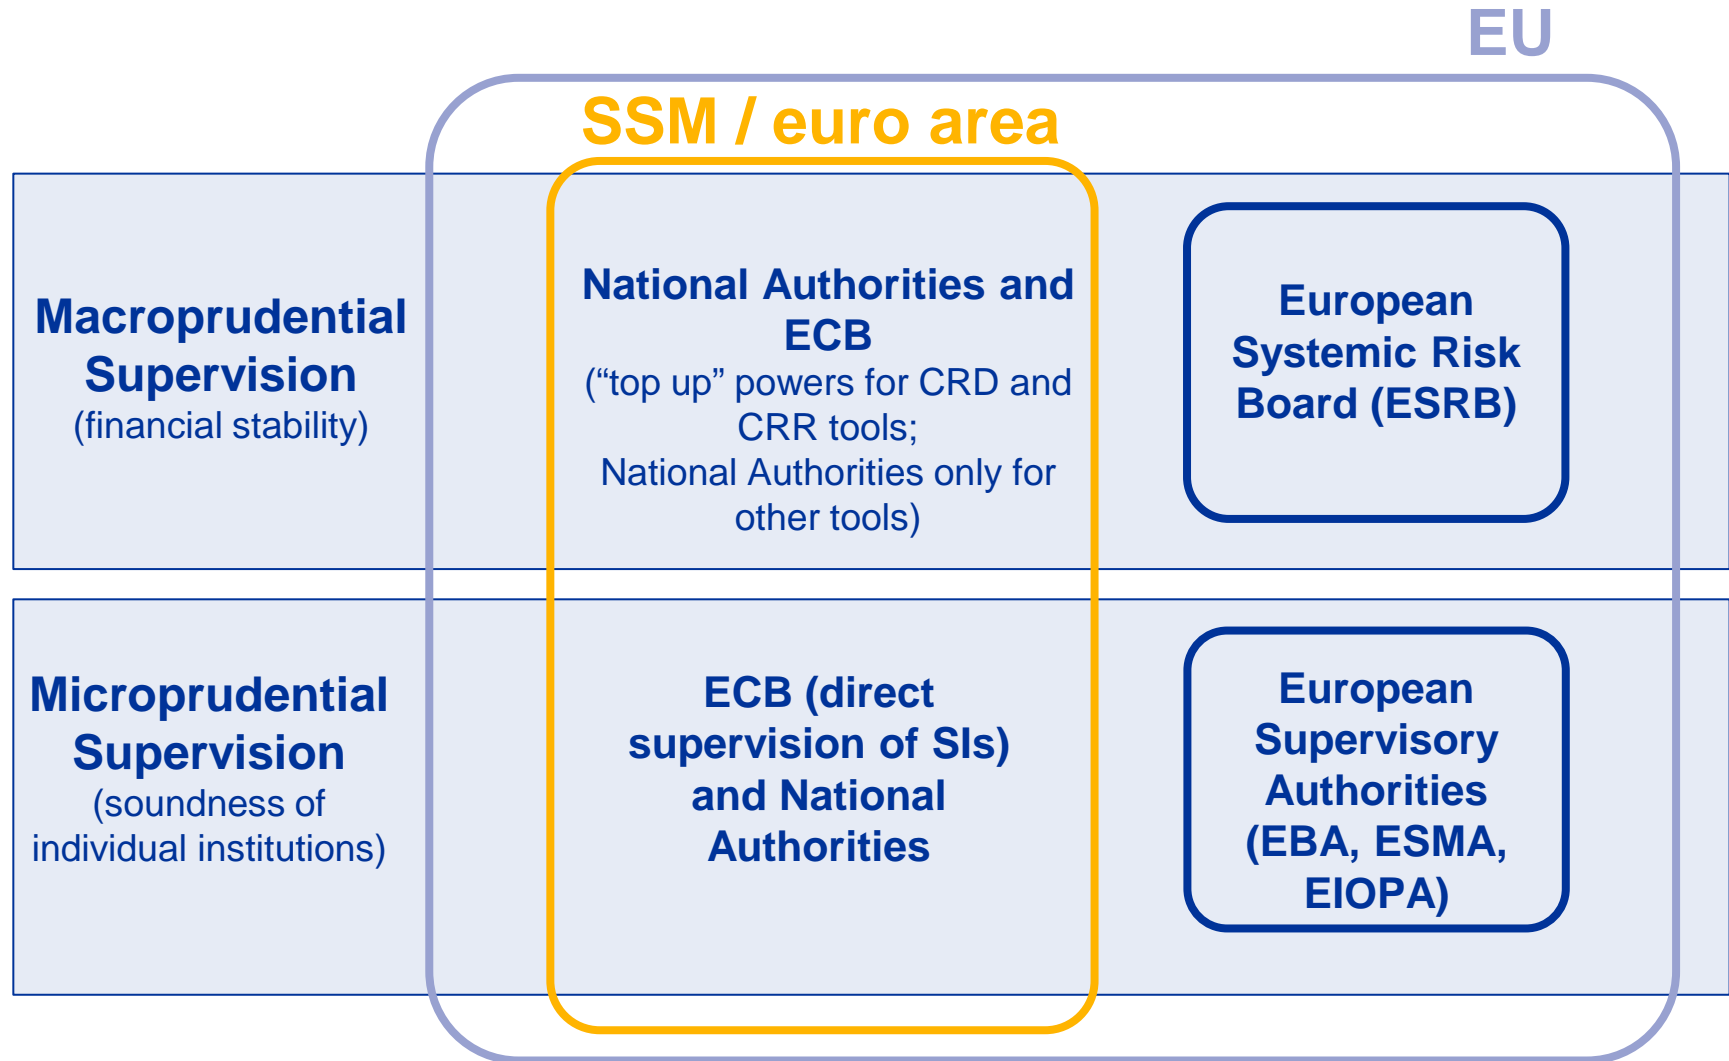 EU
SSM / euro area
Macroprudential
Supervision
(financial stability)
National Authorities and
ECB
(“top up” powers for CRD and
CRR tools;
National Authorities only for
other tools)
European
Systemic Risk
Board (ESRB)
Microprudential
Supervision
(soundness of
individual institutions)
ECB (direct
supervision of SIs)
and National
Authorities
European
Supervisory
Authorities
(EBA, ESMA,
EIOPA)